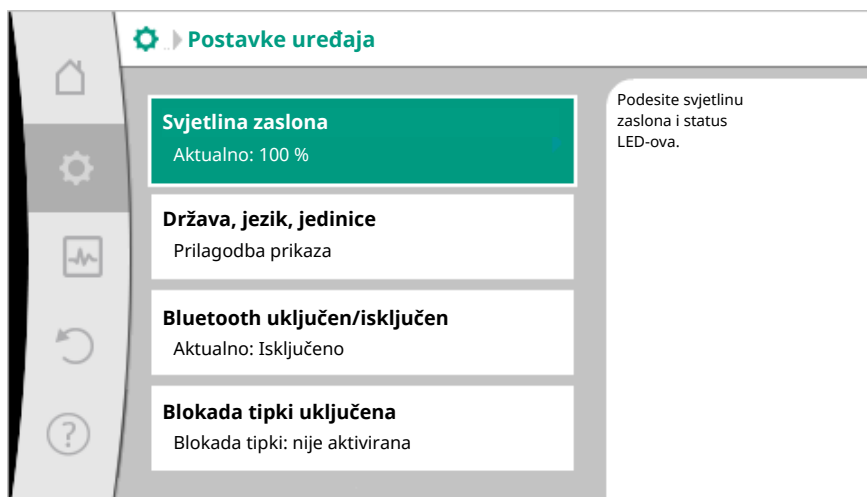 Postavke uređaja
Svjetlina zaslona
Aktualno: 100 %
Država, jezik, jedinice
Prilagodba prikaza
Bluetooth uključen/isključen
Aktualno: Isključeno
Blokada tipki uključena
Blokada tipki: nije aktivirana
Podesite svjetlinu
zaslona i status
LED-ova.